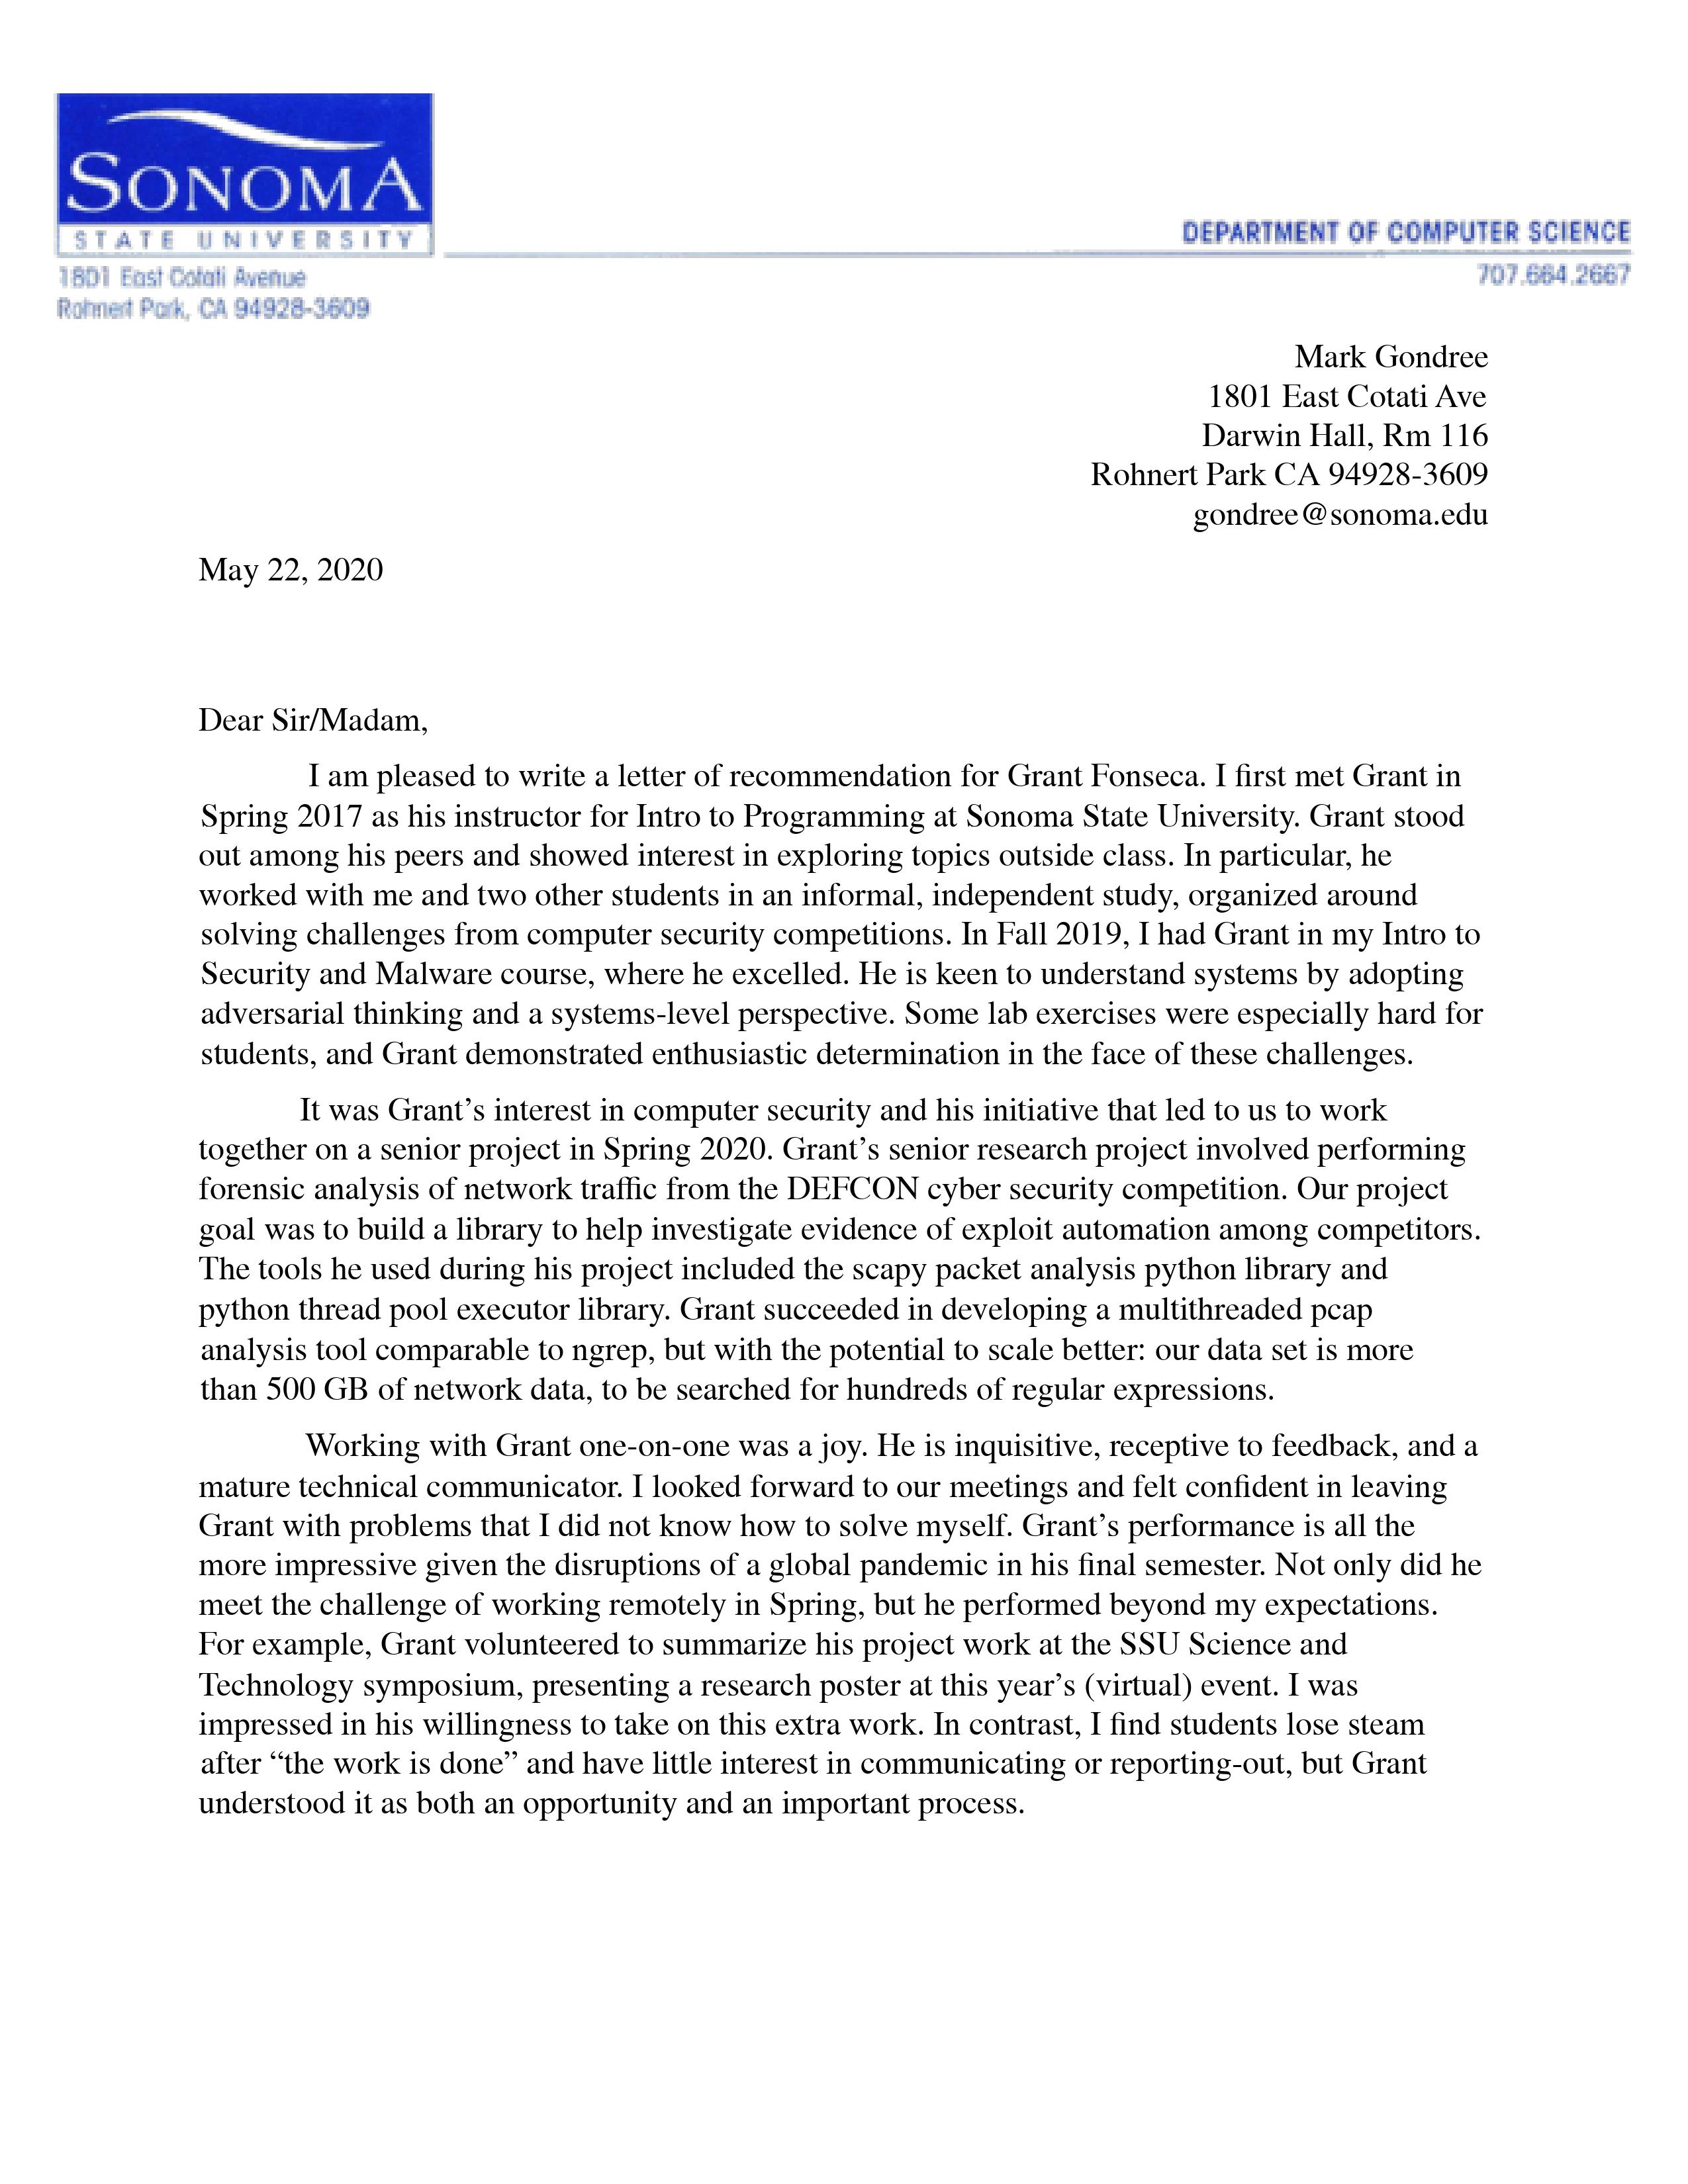 SONOMA
STATE UNIVERSITY
DEPARTMENT OF COMPUTER SCIENCE
1801 East Cotati Avenue
707.664.2667
Rohnert Park, CA 94928-3609
Mark Gondree
1801 East Cotati Ave
Darwin Hall, Rm 116
Rohnert Park CA 94928-3609
gondree@sonoma.edu
May 22, 2020
Dear Sir/Madam,
I am pleased to write a letter of recommendation for Grant Fonseca. I first met Grant in
Spring 2017 as his instructor for Intro to Programming at Sonoma State University. Grant stood
out among his peers and showed interest in exploring topics outside class. In particular, he
worked with me and two other students in an informal, independent study, organized around
solving challenges from computer security competitions. In Fall 2019, I had Grant in my Intro to
Security and Malware course, where he excelled. He is keen to understand systems by adopting
adversarial thinking and a systems-level perspective. Some lab exercises were especially hard for
students, and Grant demonstrated enthusiastic determination in the face of these challenges.
It was Grant’s interest in computer security and his initiative that led to us to work
together on a senior project in Spring 2020. Grant’s senior research project involved performing
forensic analysis of network traffic from the DEFCON cyber security competition. Our project
goal was to build a library to help investigate evidence of exploit automation among competitors.
The tools he used during his project included the scapy packet analysis python library and
python thread pool executor library. Grant succeeded in developing a multithreaded pcap
analysis tool comparable to ngrep, but with the potential to scale better: our data set is more
than 500 GB of network data, to be searched for hundreds of regular expressions.
Working with Grant one-on-one was a joy. He is inquisitive, receptive to feedback, and a
mature technical communicator. I looked forward to our meetings and felt confident in leaving
Grant with problems that I did not know how to solve myself. Grant’s performance is all the
more impressive given the disruptions of a global pandemic in his final semester. Not only did he
meet the challenge of working remotely in Spring, but he performed beyond my expectations.
For example, Grant volunteered to summarize his project work at the SSU Science and
Technology symposium, presenting a research poster at this year’s (virtual) event. I was
impressed in his willingness to take on this extra work. In contrast, I find students lose steam
after “the work is done” and have little interest in communicating or reporting-out, but Grant
understood it as both an opportunity and an important process.